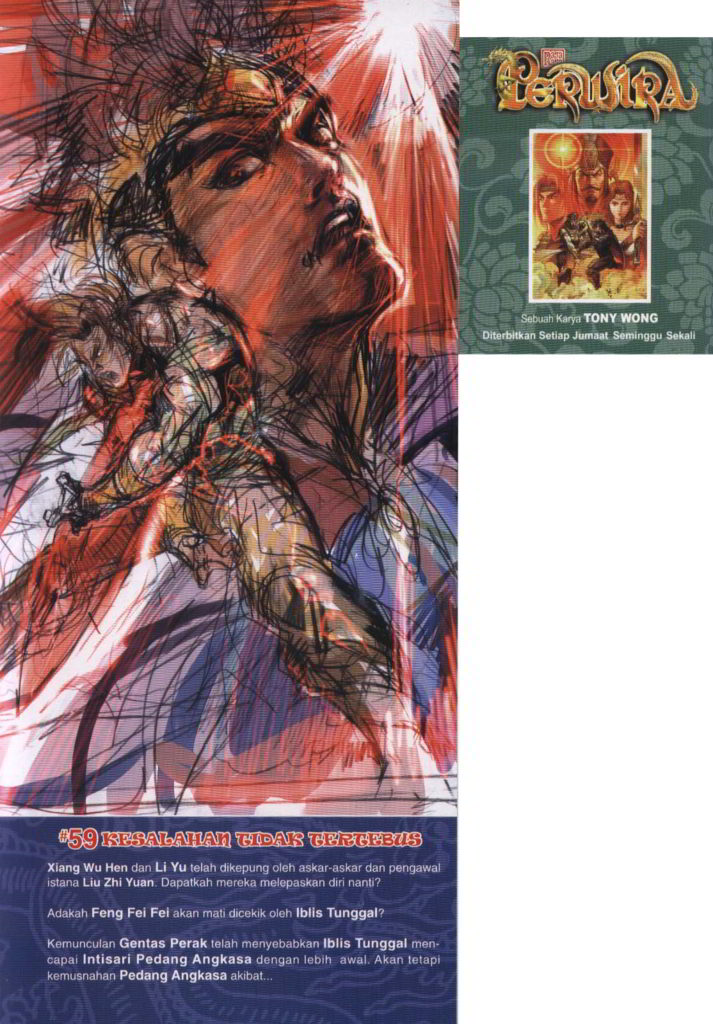 #59 KESALAHAN TIDAK TERTEBUS
Xiang Wu Hen dan Li Yu telah dikepung oleh askar-askar dan pengawal
istana Liu Zhi Yuan. Dapatkah mereka melepaskan diri nanti?
Adakah Feng Fei Fei akan mati dicekik oleh Iblis Tunggal?
Kemunculan Gentas Perak telah menyebabkan Iblis Tunggal men-
capai Intisari Pedang Angkasa dengan lebih awal. Akan tetapi
kemusnahan Pedang Angkasa akibat...
PERWIRA
Sebuah Karya TONY WONG
Diterbitkan Setiap Jumaat Seminggu Sekali